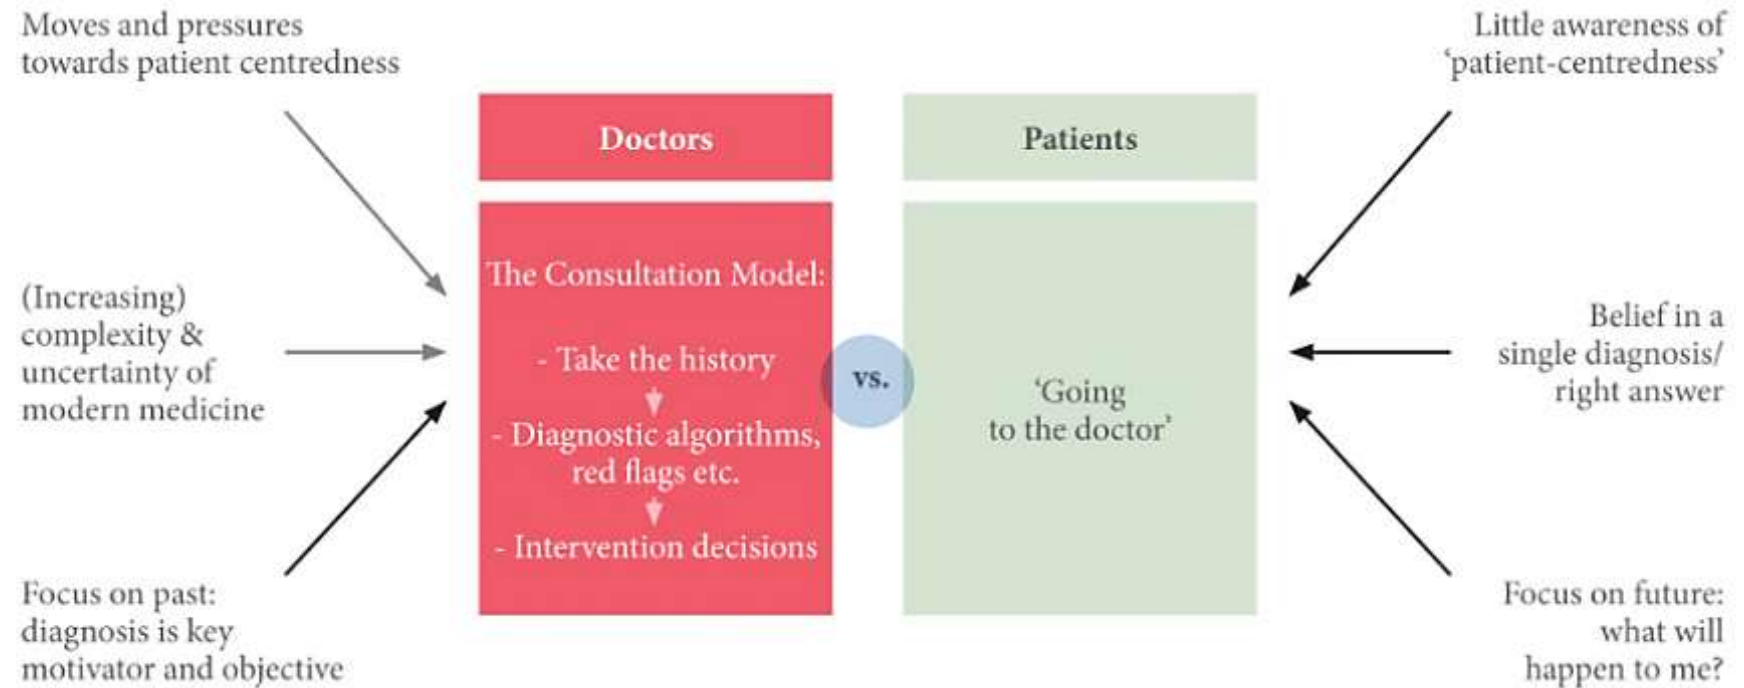 Moves and pressures
towards patient centredness
(Increasing)
complexity &
uncertainty of
modern medicine
Focus on past:
diagnosis is key
motivator and objective
Doctors
The Consultation Model:
- Take the history
- Diagnostic algorithms,
red flags etc.
- Intervention decisions
vs.
Patients
‘Going
to the doctor’
Little awareness of
‘patient-centredness’
Belief in a
single diagnosis/
right answer
Focus on future:
what will
happen to me?